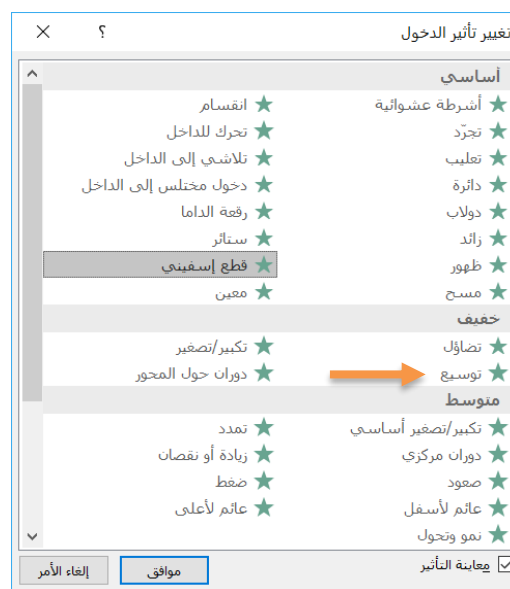 تغيير تأثير الدخول ؟
أساسي
أشرطة عشوائية انقسام
تجرّد تحرك للداخل
تعليب تلاشي إلى الداخل
دائرة دخول مختلس إلى الداخل
دولاب رقعة الداما
زائد ستائر
ظهور قطع إسفيني
مسح معين
خفيف
تضاؤل تكبير/تصغير
توسيع دوران حول المحور
متوسط
تكبير/تصغير أساسي تمدد
دوران مركزي زيادة أو نقصان
صعود ضغط
عائم لأسفل عائم لأعلى
نمو وتحول
معاينة التأثير موافق إلغاء الأمر